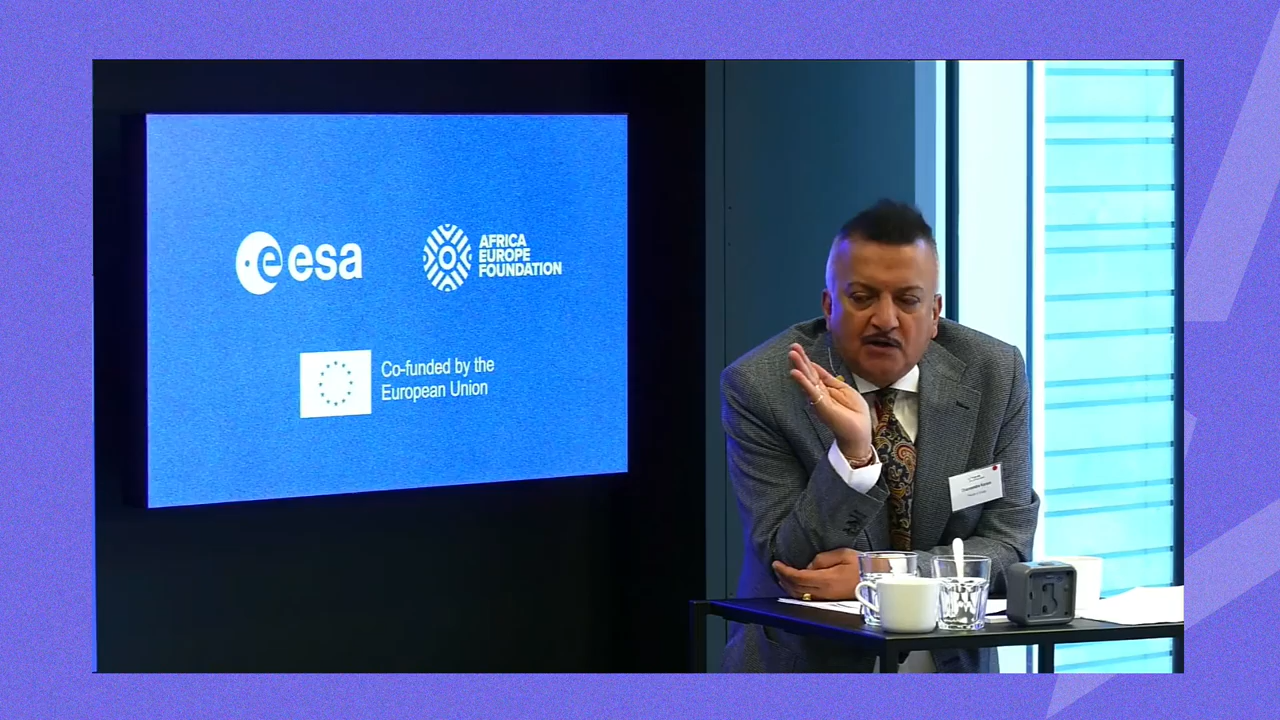 esa
AFRICA
EUROPE
FOUNDATION
Co-funded by the
European Union